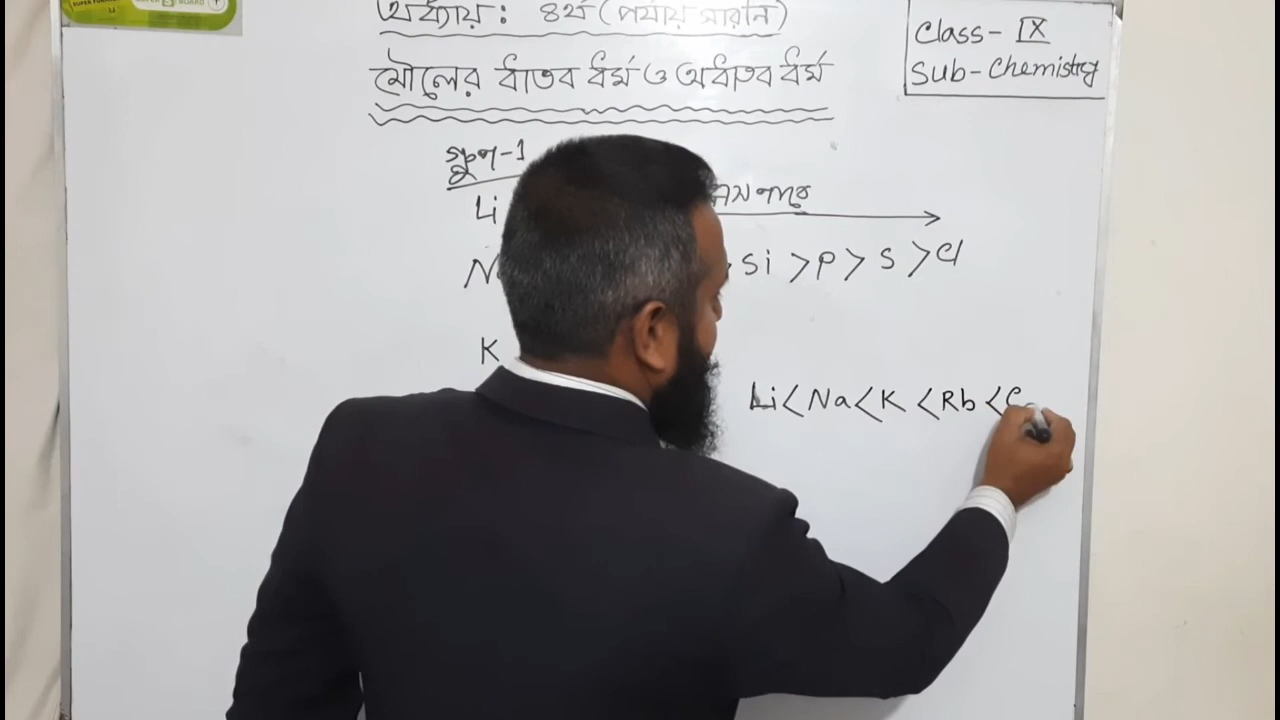 অধ্যায়: ৪র্থ (পর্যায় সারনি)
Class- IX
Sub- Chemistry
মৌলের ধাতব ধর্ম ও অধাতব ধর্ম
গ্রুপ-1
Li
Si > P > S > Cl
K
Li < Na < K < Rb < C